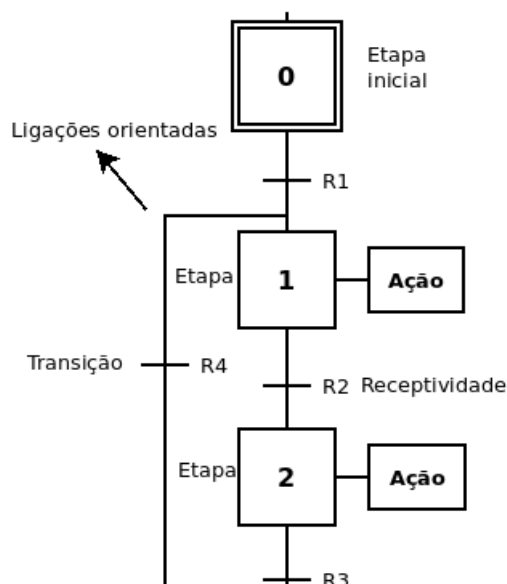 Etapa
inicial
0
Ligações orientadas
R1
Etapa
1
Ação
Transição
R4
R2
Receptividade
Etapa
2
Ação
R3